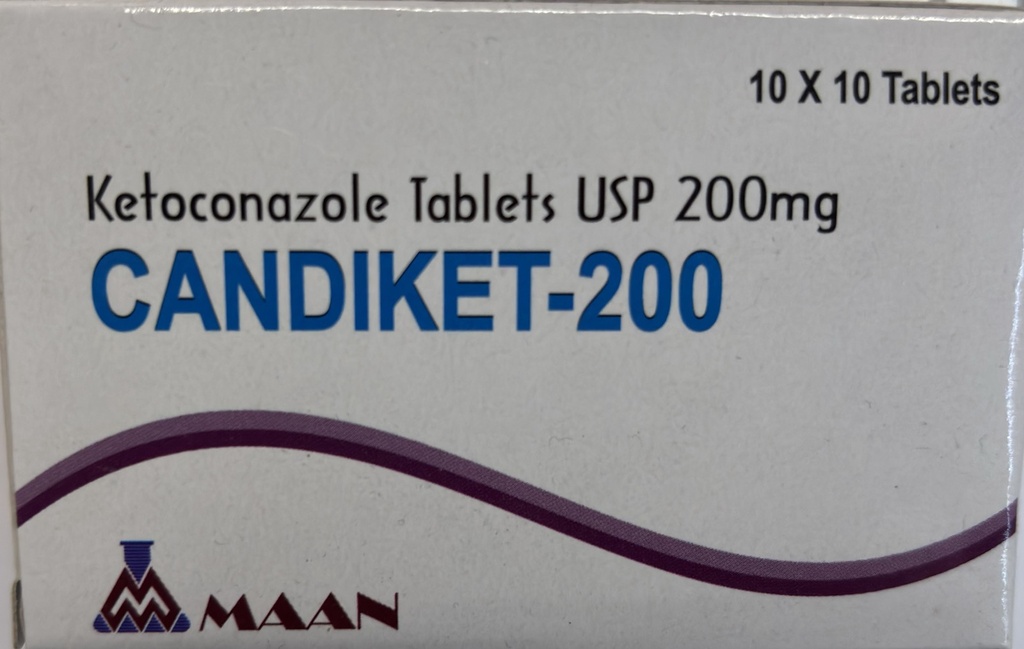 10 X 10 Tablets
Ketoconazole Tablets USP 200mg
CANDIKET-200
MAAN